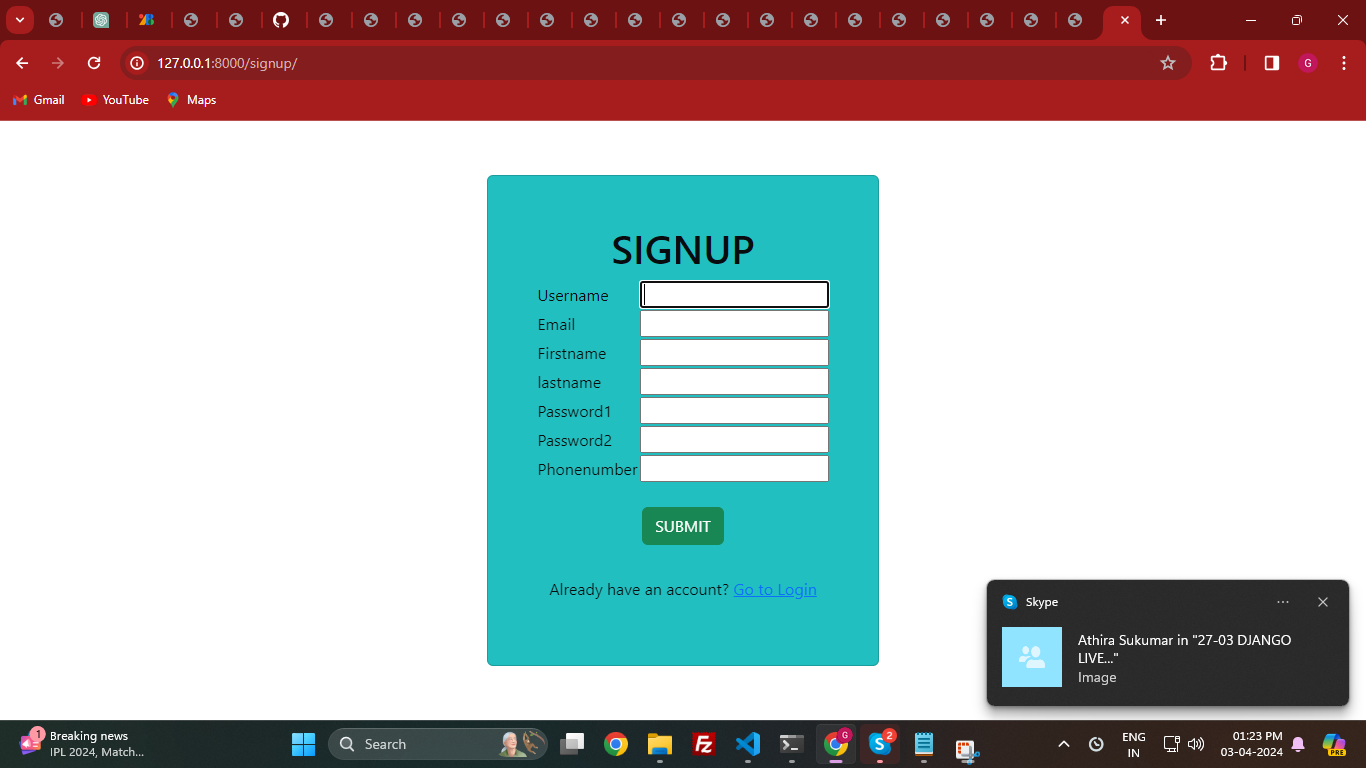 127.0.0.1:8000/signup/
G
Gmail
YouTube
Maps
SIGNUP
Username
Email
Firstname
lastname
Password1
Password2
Phonenumber
SUBMIT
Already have an account? Go to Login
S
Skype
Athira Sukumar in "27-03 DJANGO
LIVE..."
Image
1
Breaking news
IPL 2024, Match...
Search
Fz
G
S
2
ENG
IN
01:23 PM
03-04-2024
PRE